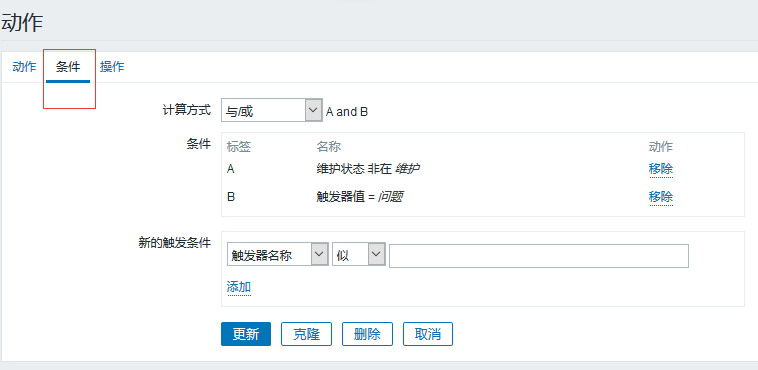 动作
动作 条件 操作
计算方式 与/或 A and B
条件 标签 名称 动作
A 维护状态 非在 维护 移除
B 触发器值 = 问题 移除
新的触发条件
触发器名称 似
添加
更新 克隆 删除 取消